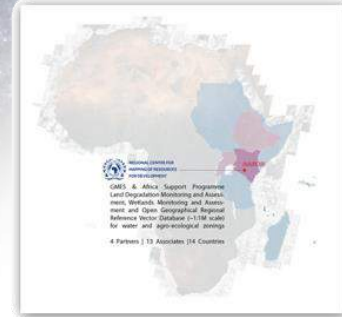 NAIROBI
REGIONAL CENTRE FOR
MAPPING OF RESOURCES
FOR DEVELOPMENT
GMES & Africa Support Programme
Land Degradation Monitoring and Assess-
ment, Wetlands Monitoring and Assess-
ment and Open Geographical Regional
Reference Vector Database (~1:1M scale)
for water and agro-ecological zonings
4 Partners | 13 Associates |14 Countries